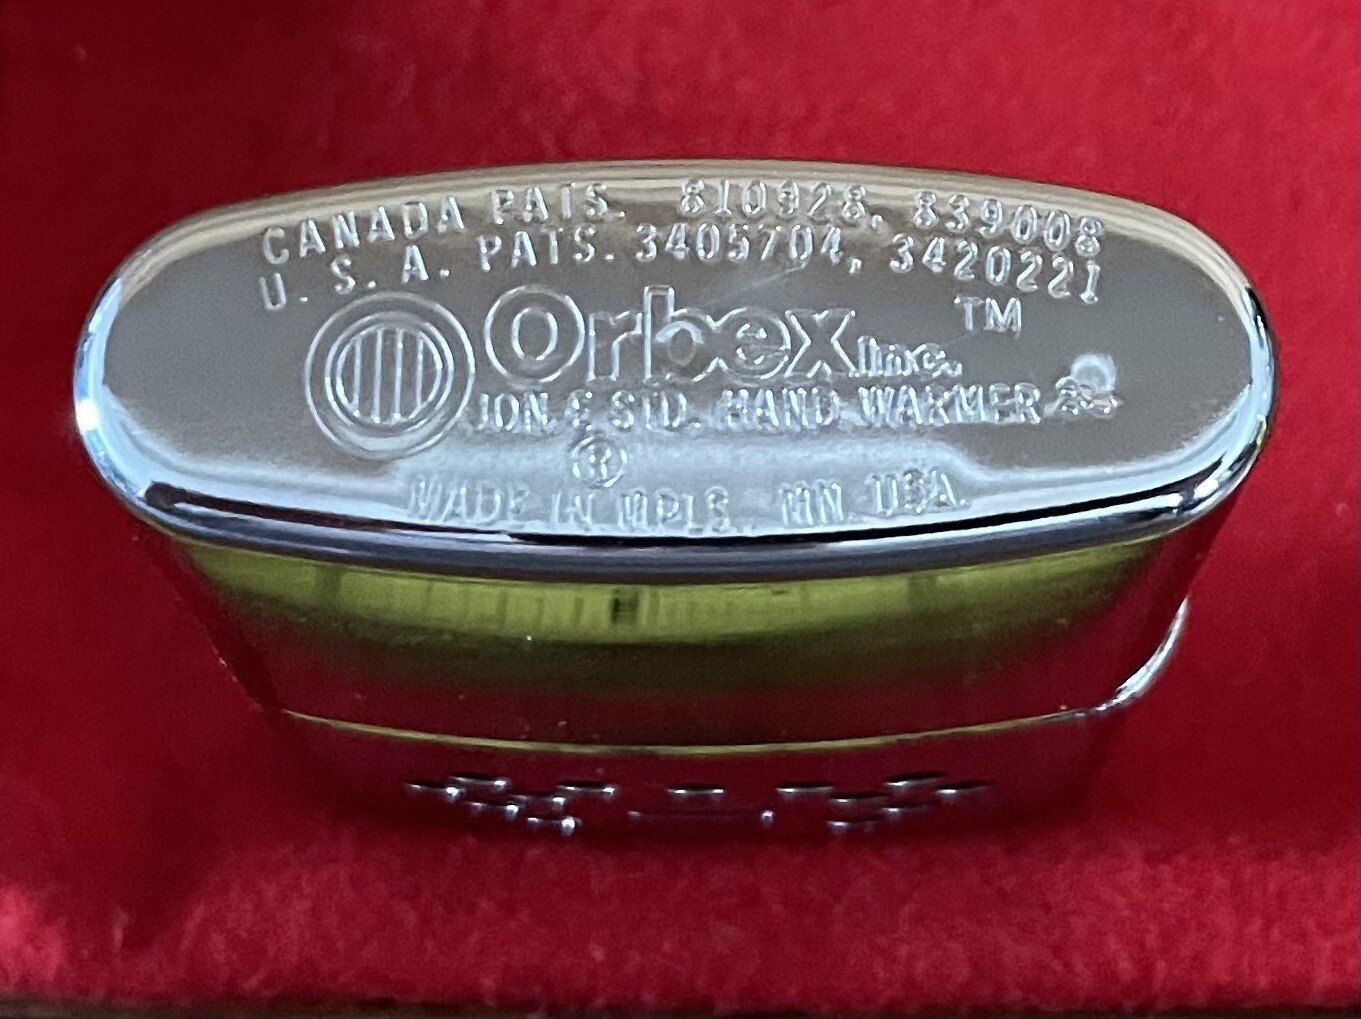 CANADA PATS. 810928, 839008
U. S. A. PATS. 3405704, 3420221
Orbex Inc. TM
JON-E STD. HAND WARMER
®
MADE IN MPLS., MN. USA.